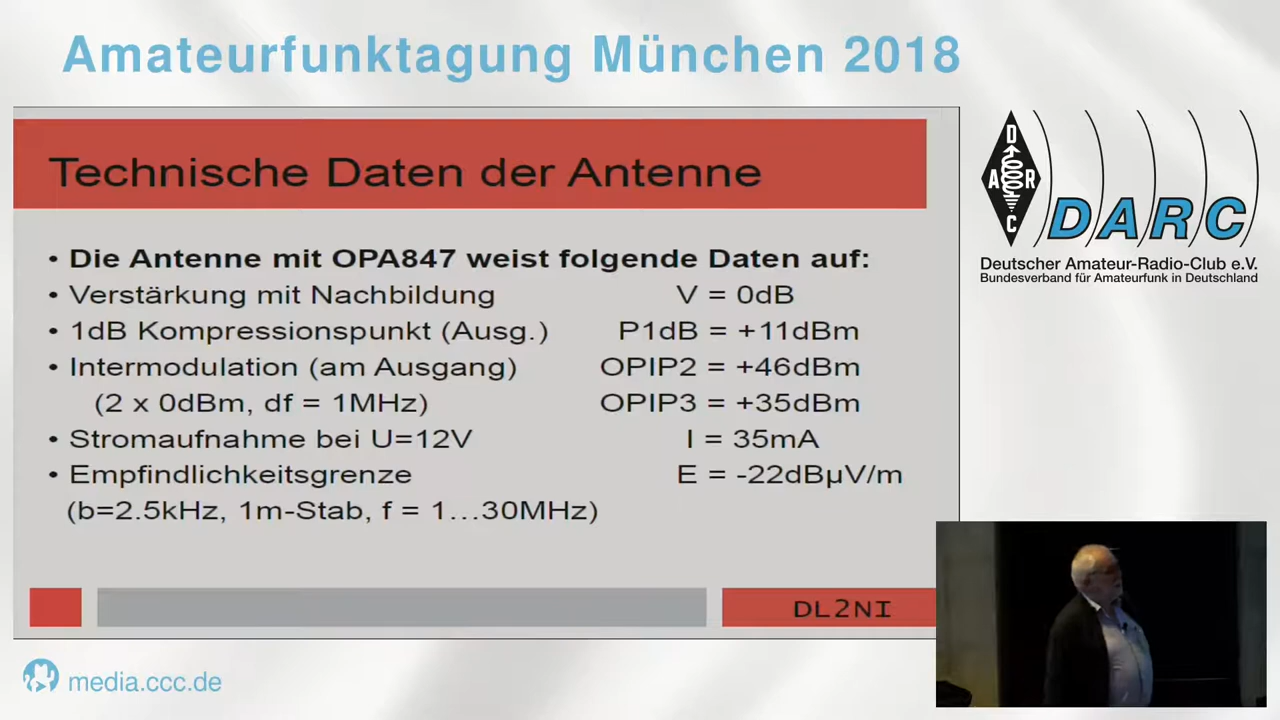 Amateurfunktagung München 2018
Technische Daten der Antenne
• Die Antenne mit OPA847 weist folgende Daten auf:
• Verstärkung mit Nachbildung V = 0dB
• 1dB Kompressionspunkt (Ausg.) P1dB = +11dBm
• Intermodulation (am Ausgang) OPIP2 = +46dBm
(2 x 0dBm, df = 1MHz) OPIP3 = +35dBm
• Stromaufnahme bei U=12V I = 35mA
• Empfindlichkeitsgrenze E = -22dBµV/m
(b=2.5kHz, 1m-Stab, f = 1…30MHz)
DL2NI
D
A R
C
DARC
Deutscher Amateur-Radio-Club e.V.
Bundesverband für Amateurfunk in Deutschland
media.ccc.de